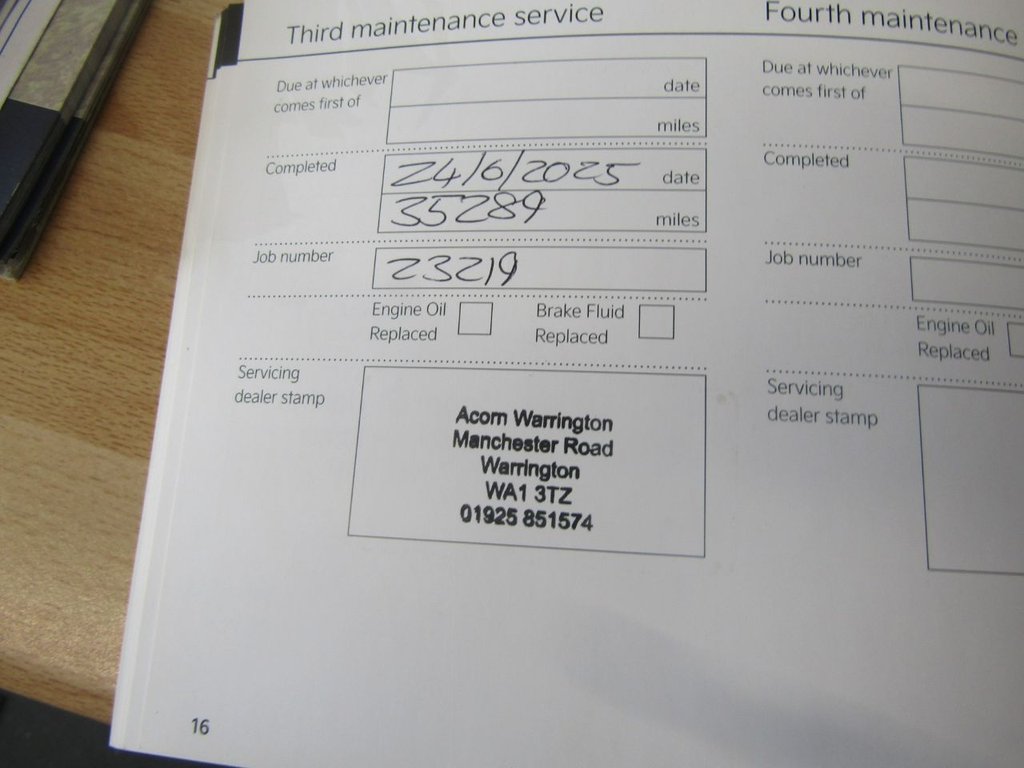 Third maintenance service
Due at whichever
comes first of
date
miles
Completed
24/6/2025 date
35289 miles
Job number
23219
Engine Oil
Replaced
Brake Fluid
Replaced
Servicing
dealer stamp
Acorn Warrington
Manchester Road
Warrington
WA1 3TZ
01925 851574
16
Fourth maintenance
Due at whichever
comes first of
Completed
Job number
Engine Oil
Replaced
Servicing
dealer stamp